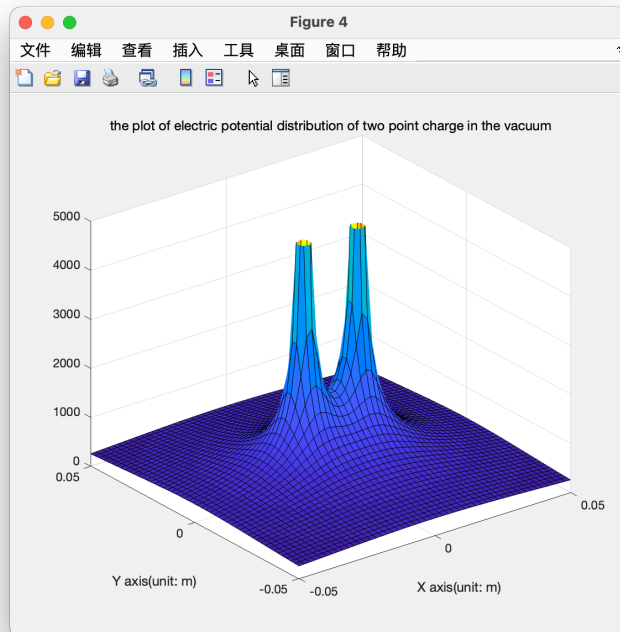 Figure 4
文件 编辑 查看 插入 工具 桌面 窗口 帮助
the plot of electric potential distribution of two point charge in the vacuum
5000
4000
3000
2000
1000
0
0.05
0
-0.05
Y axis(unit: m)
-0.05
0
0.05
X axis(unit: m)